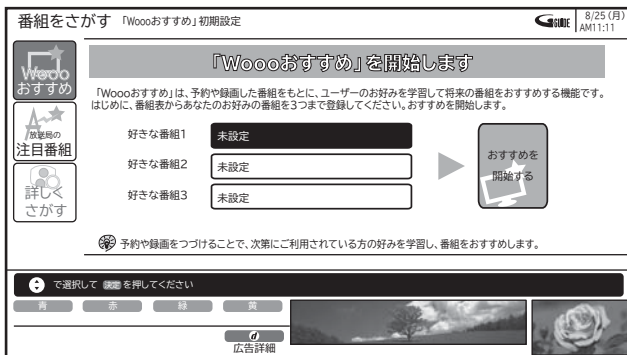 番組をさがす 「Woooおすすめ」初期設定
GGUIDE 8/25(月)
AM11:11
Wooo
おすすめ
放送局の
注目番組
詳しく
さがす
「Woooおすすめ」を開始します
「Woooおすすめ」は、予約や録画した番組をもとに、ユーザーのお好みを学習して将来の番組をおすすめする機能です。
はじめに、番組表からあなたのお好みの番組を3つまで登録してください。おすすめを開始します。
好きな番組1 未設定
好きな番組2 未設定
好きな番組3 未設定
おすすめを
開始する
予約や録画をつづけることで、次第にご利用されている方の好みを学習し、番組をおすすめします。
で選択して 決定 を押してください
青 赤 緑 黄
d
広告詳細